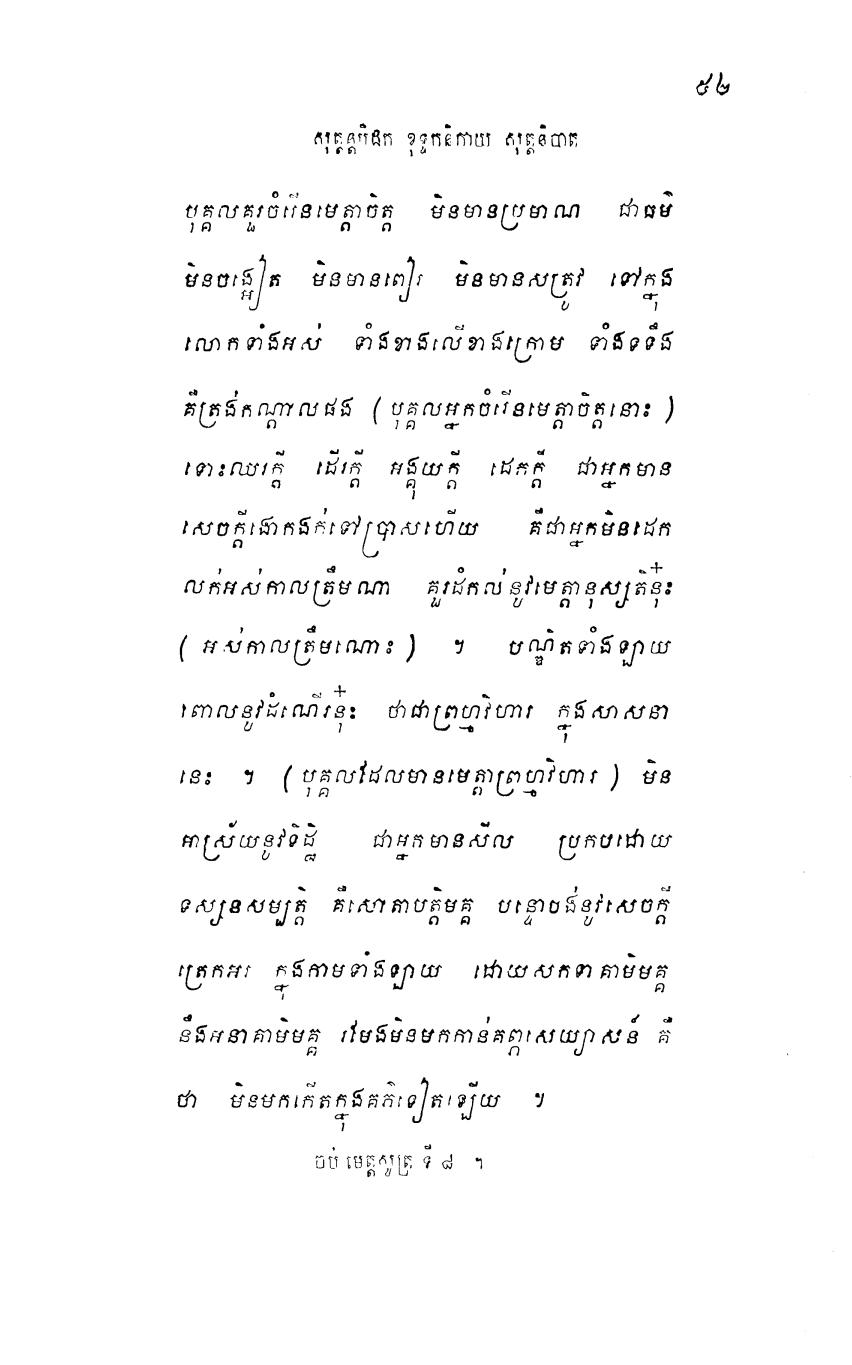 ៥២
សុត្តន្តបិដក ខុទ្ទកនិកាយ សុត្តនិបាត
បុគ្គលគួរចំរើនមេត្តាចិត្ត មិនមានប្រមាណ ជាធម៌
មិនចង្អៀត មិនមានពៀរ មិនមានសត្រូវ ទៅក្នុង
លោកទាំងអស់ ទាំងខាងលើខាងក្រោម ទាំងទទឹង
គឺត្រង់កណ្តាលផង (បុគ្គលអ្នកចំរើនមេត្តាចិត្តនោះ)
ទោះឈរក្តី ដើរក្តី អង្គុយក្តី ដេកក្តី ជាអ្នកមាន
សេចក្តីងោកងក់ទៅប្រាសហើយ គឺជាអ្នកមិនដេក
លក់អស់កាលត្រឹមណា គួរដំកល់នូវមេត្តានុស្សតិនុ៎ះ
(អស់កាលត្រឹមណោះ) ។ បណ្ឌិតទាំងឡាយ
ពោលនូវដំណើរនុ៎ះ ថាជាព្រហ្មវិហារ ក្នុងសាសនា
នេះ ។ (បុគ្គលដែលមានមេត្តាព្រហ្មវិហារ) មិន
អាស្រ័យនូវទិដ្ឋិ ជាអ្នកមានសីល ប្រកបដោយ
ទស្សនសម្បត្តិ គឺសោតាបត្តិមគ្គ បន្ទោបង់នូវសេចក្តី
ត្រេកអរ ក្នុងកាមទាំងឡាយ ដោយសកទាគាមិមគ្គ
នឹងអនាគាមិមគ្គ រមែងមិនមកកាន់គព្ភសេយ្យាសន៍ គឺ
ថា មិនមកកើតក្នុងគភ៌ទៀតឡើយ ។
ចប់ មេត្តសូត្រ ទី ៨ ។